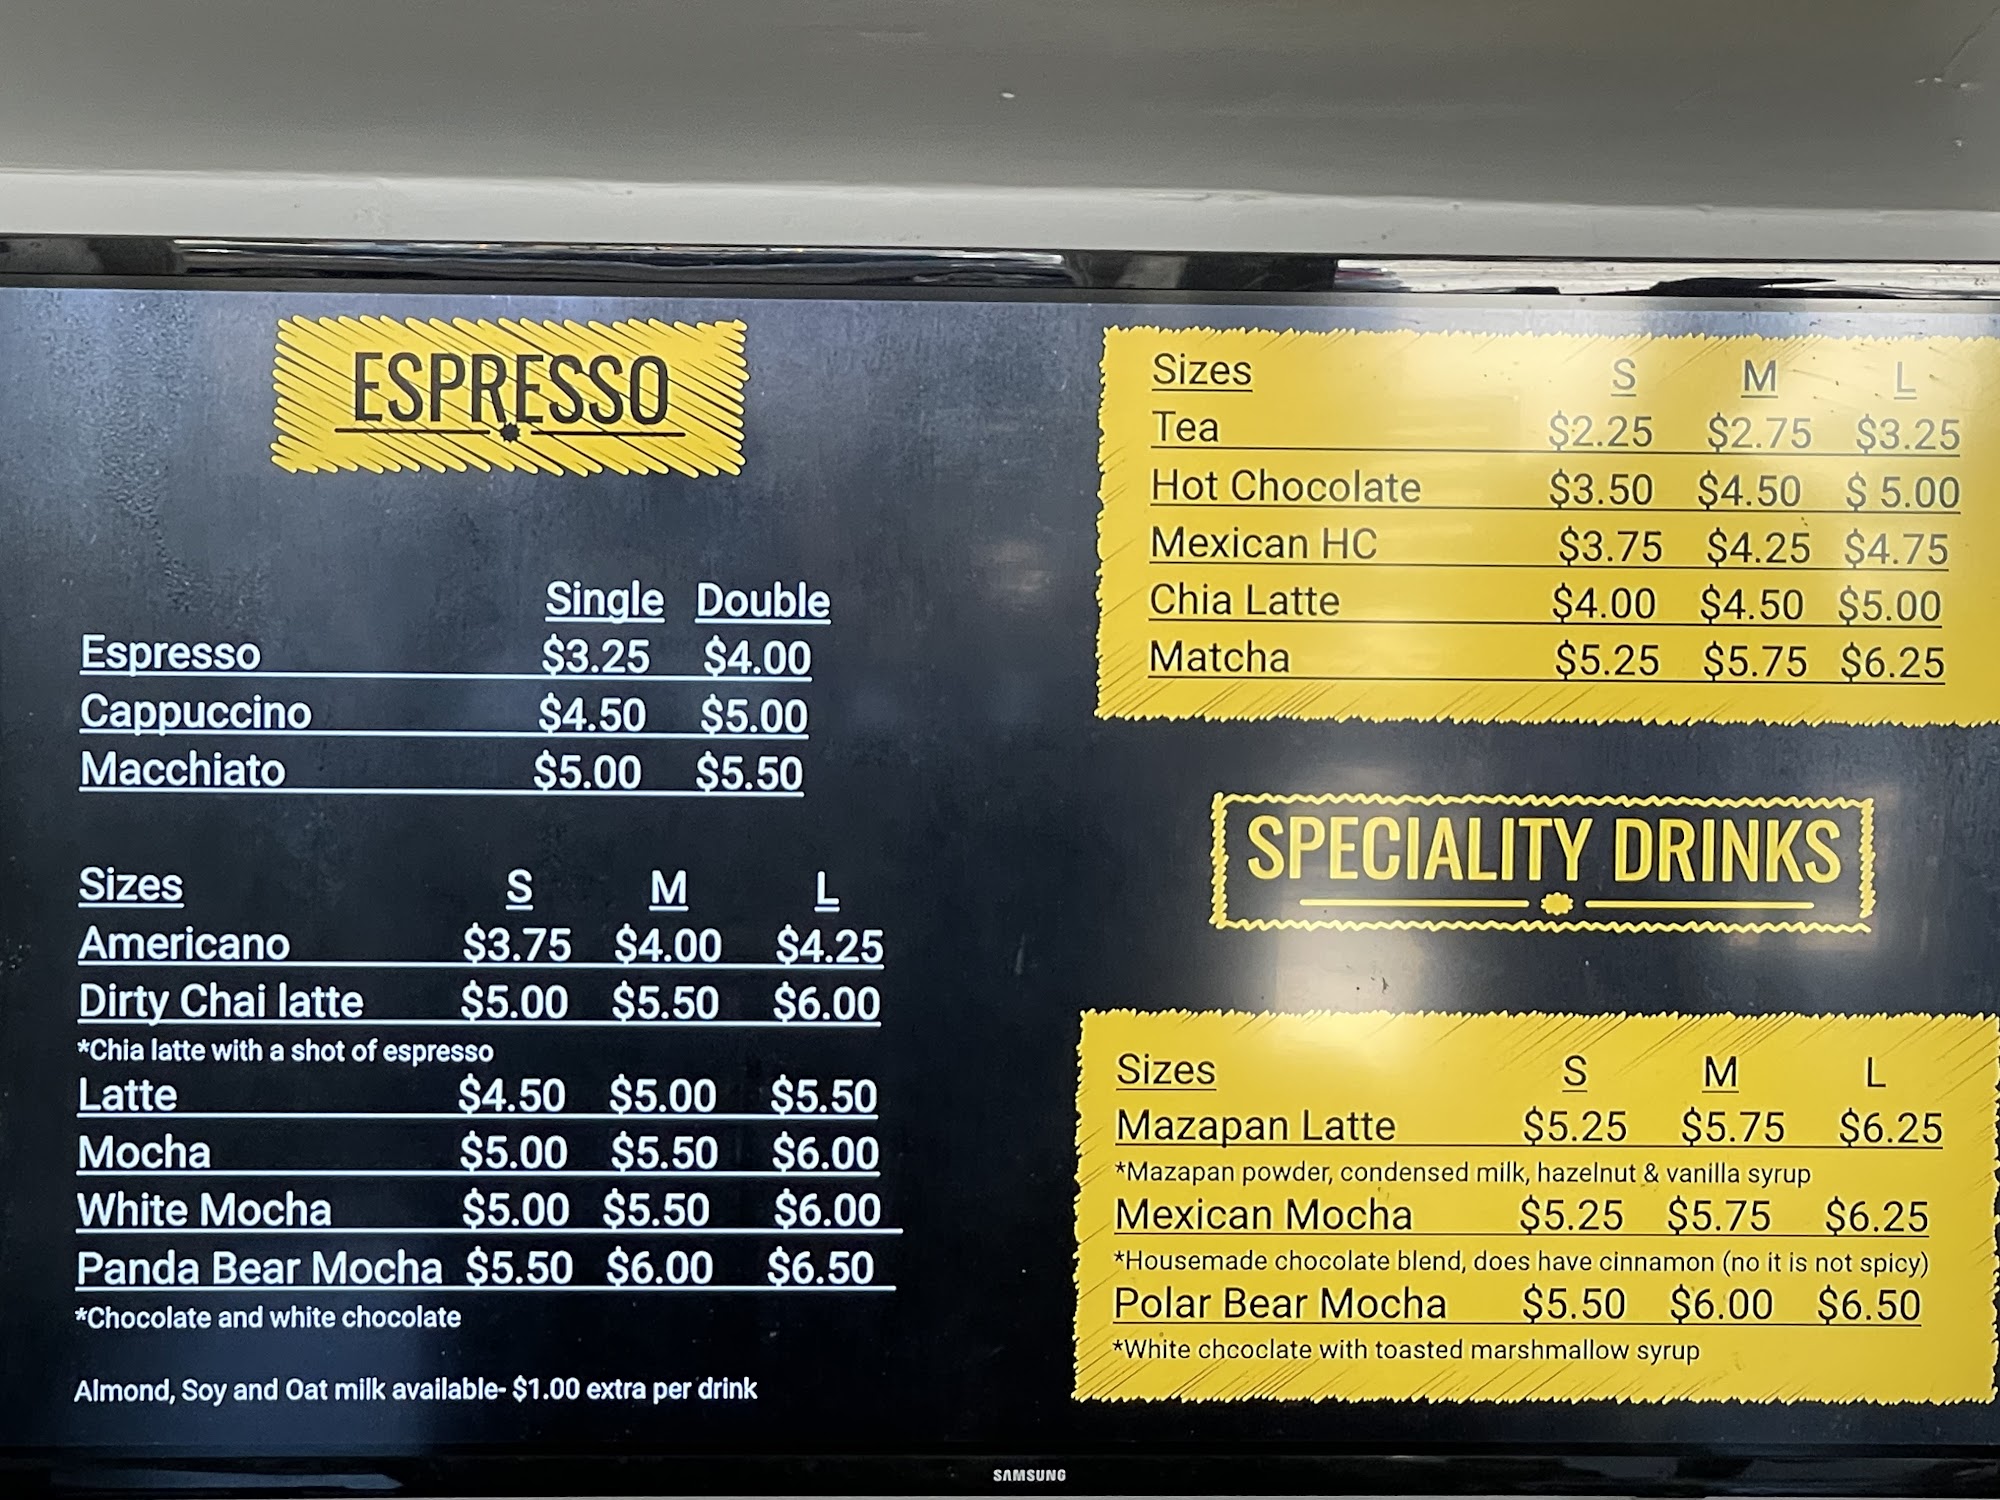 ESPRESSO
Single Double
Espresso $3.25 $4.00
Cappuccino $4.50 $5.00
Macchiato $5.00 $5.50
Sizes S M L
Americano $3.75 $4.00 $4.25
Dirty Chai latte $5.00 $5.50 $6.00
*Chia latte with a shot of espresso
Latte $4.50 $5.00 $5.50
Mocha $5.00 $5.50 $6.00
White Mocha $5.00 $5.50 $6.00
Panda Bear Mocha $5.50 $6.00 $6.50
*Chocolate and white chocolate
Almond, Soy and Oat milk available- $1.00 extra per drink
Sizes S M L
Tea $2.25 $2.75 $3.25
Hot Chocolate $3.50 $4.50 $ 5.00
Mexican HC $3.75 $4.25 $4.75
Chia Latte $4.00 $4.50 $5.00
Matcha $5.25 $5.75 $6.25
SPECIALITY DRINKS
Sizes S M L
Mazapan Latte $5.25 $5.75 $6.25
*Mazapan powder, condensed milk, hazelnut & vanilla syrup
Mexican Mocha $5.25 $5.75 $6.25
*Housemade chocolate blend, does have cinnamon (no it is not spicy)
Polar Bear Mocha $5.50 $6.00 $6.50
*White chcoclate with toasted marshmallow syrup
SAMSUNG